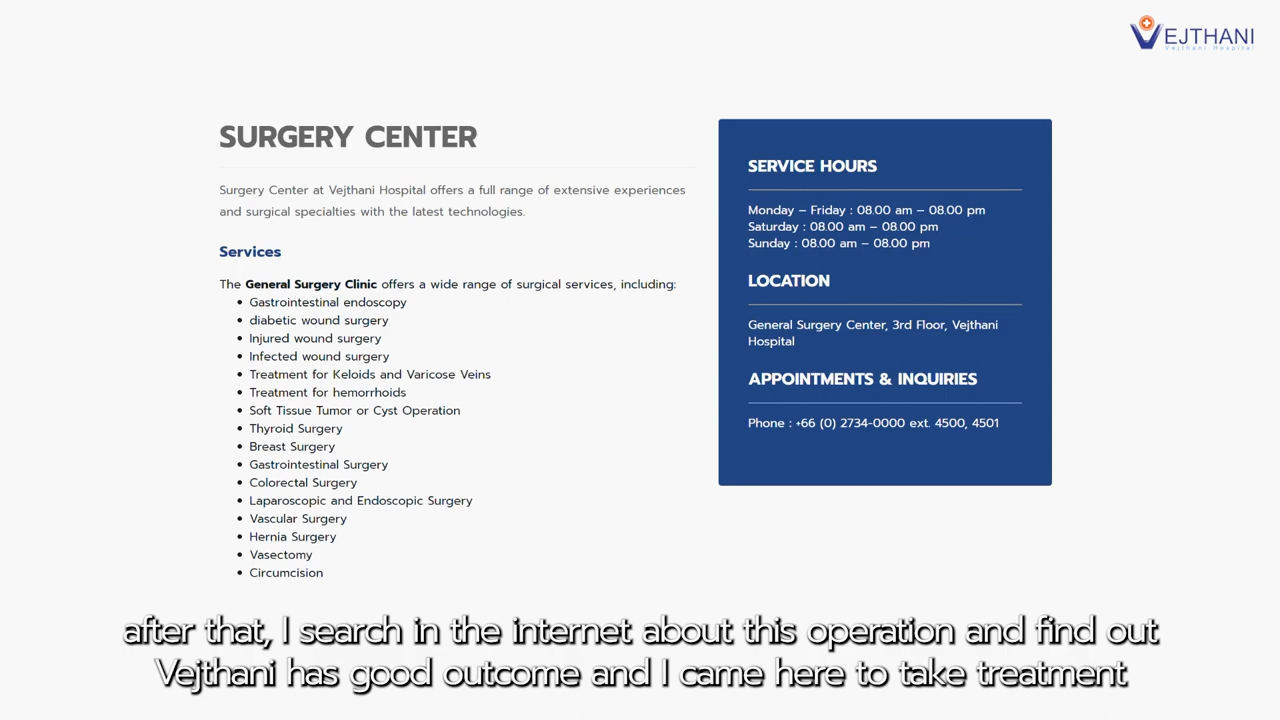 VEJTHANI
Vejthani Hospital
SURGERY CENTER
Surgery Center at Vejthani Hospital offers a full range of extensive experiences
and surgical specialties with the latest technologies.
Services
The General Surgery Clinic offers a wide range of surgical services, including:
• Gastrointestinal endoscopy
• diabetic wound surgery
• Injured wound surgery
• Infected wound surgery
• Treatment for Keloids and Varicose Veins
• Treatment for hemorrhoids
• Soft Tissue Tumor or Cyst Operation
• Thyroid Surgery
• Breast Surgery
• Gastrointestinal Surgery
• Colorectal Surgery
• Laparoscopic and Endoscopic Surgery
• Vascular Surgery
• Hernia Surgery
• Vasectomy
• Circumcision
SERVICE HOURS
Monday – Friday : 08.00 am – 08.00 pm
Saturday : 08.00 am – 08.00 pm
Sunday : 08.00 am – 08.00 pm
LOCATION
General Surgery Center, 3rd Floor, Vejthani
Hospital
APPOINTMENTS & INQUIRIES
Phone : +66 (0) 2734-0000 ext. 4500, 4501
after that, I search in the internet about this operation and find out
Vejthani has good outcome and I came here to take treatment